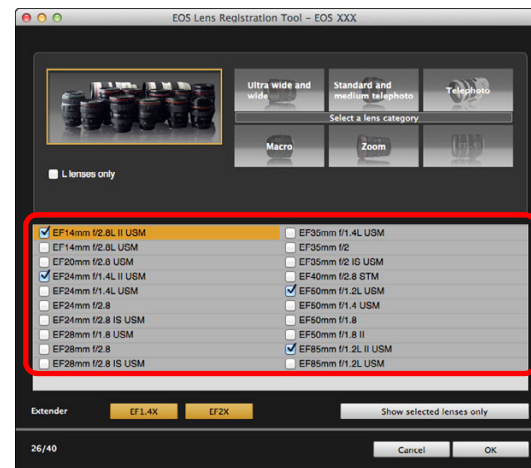 EOS Lens Registration Tool – EOS XXX
Ultra wide and wide
Standard and medium telephoto
Telephoto
Select a lens category
Macro
Zoom
L lenses only
EF14mm f/2.8L II USM
EF14mm f/2.8L USM
EF20mm f/2.8 USM
EF24mm f/1.4L II USM
EF24mm f/1.4L USM
EF24mm f/2.8
EF24mm f/2.8 IS USM
EF28mm f/1.8 USM
EF28mm f/2.8
EF28mm f/2.8 IS USM
EF35mm f/1.4L USM
EF35mm f/2
EF35mm f/2 IS USM
EF40mm f/2.8 STM
EF50mm f/1.2L USM
EF50mm f/1.4 USM
EF50mm f/1.8
EF50mm f/1.8 II
EF85mm f/1.2L II USM
EF85mm f/1.2L USM
Extender
EF1.4X
EF2X
Show selected lenses only
26/40
Cancel
OK